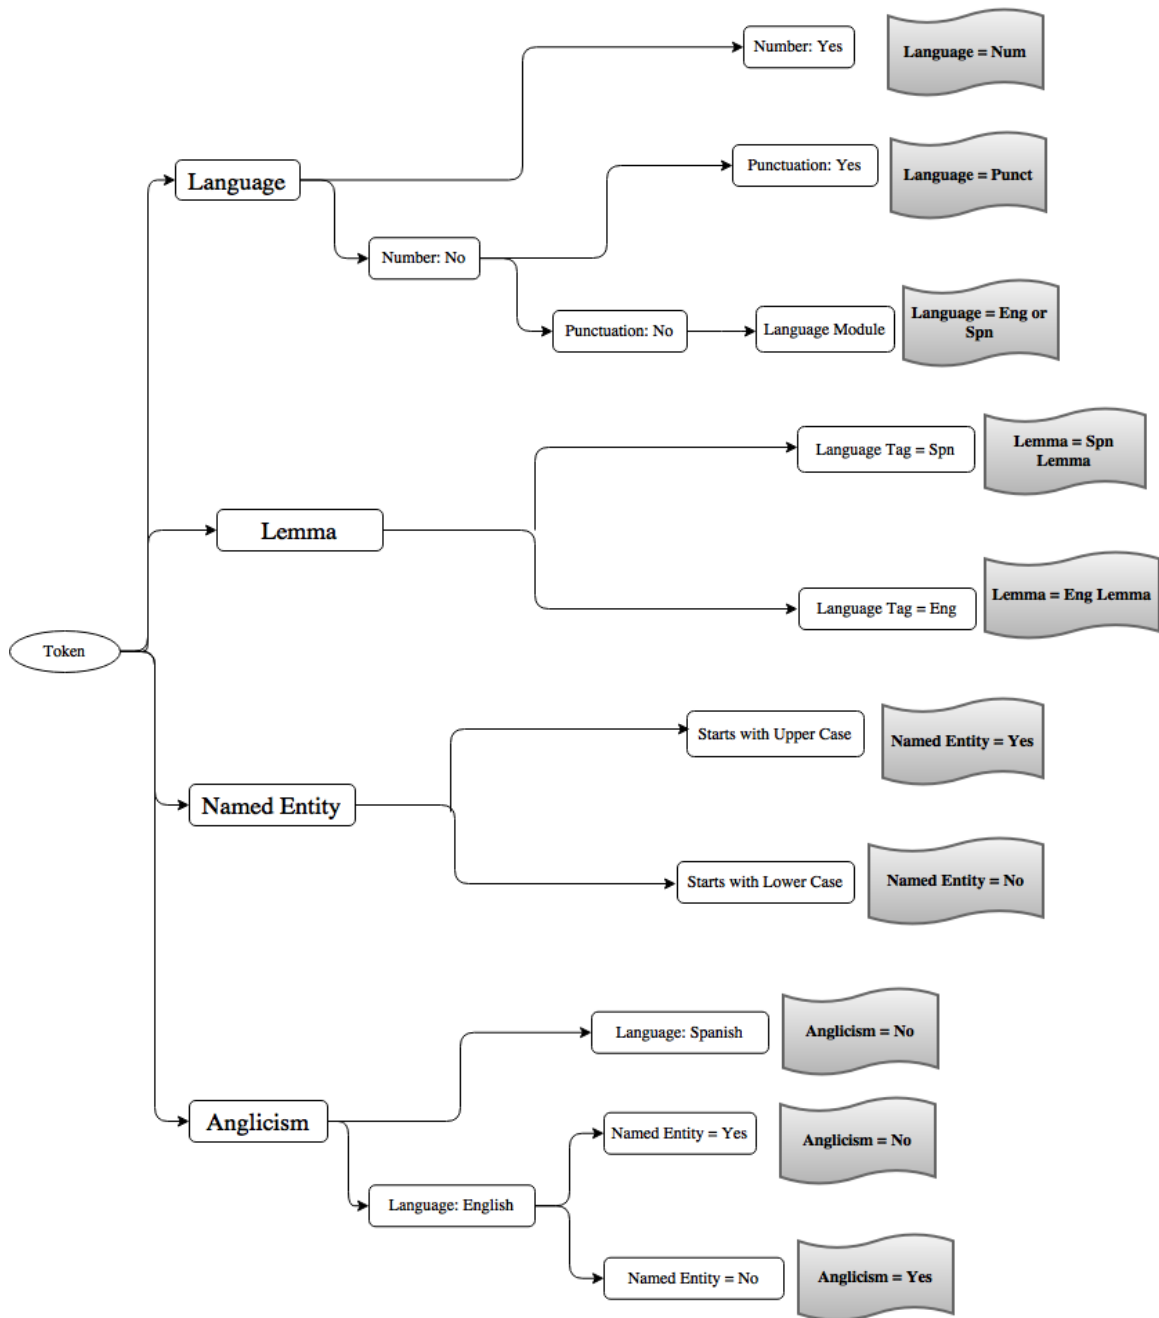 Number: Yes
Language = Num
Language
Punctuation: Yes
Language = Punct
Number: No
Punctuation: No
Language Module
Language = Eng or
Spn
Language Tag = Spn
Lemma = Spn
Lemma
Lemma
Language Tag = Eng
Lemma = Eng Lemma
Token
Starts with Upper Case
Named Entity = Yes
Named Entity
Starts with Lower Case
Named Entity = No
Language: Spanish
Anglicism = No
Anglicism
Named Entity = Yes
Anglicism = No
Language: English
Named Entity = No
Anglicism = Yes